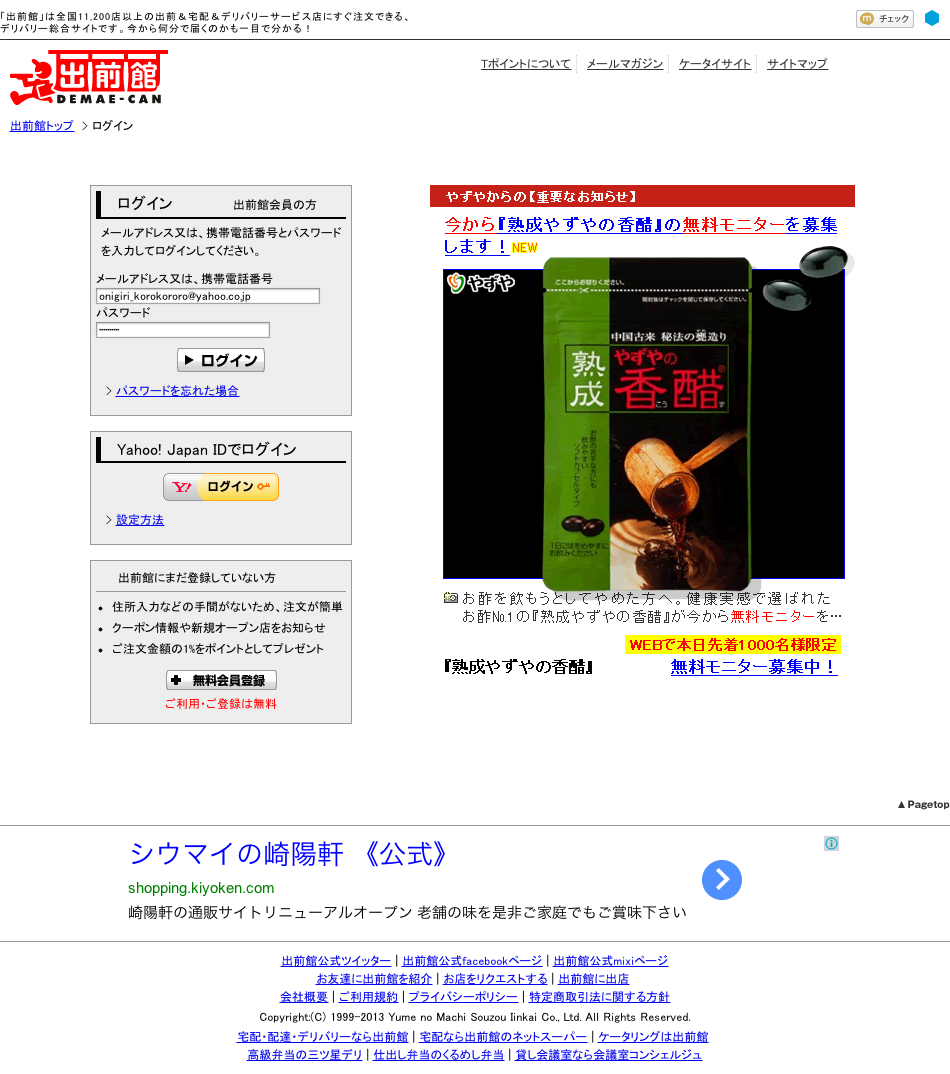 「出前館」は全国11,200店以上の出前＆宅配＆デリバリーサービス店にすぐ注文できる、
デリバリー総合サイトです。今から何分で届くのかも一目で分かる！
m チェック
出前館
DEMAE-CAN
Tポイントについて メールマガジン ケータイサイト サイトマップ
出前館トップ > ログイン
ログイン 出前館会員の方
メールアドレス又は、携帯電話番号とパスワード
を入力してログインしてください。
メールアドレス又は、携帯電話番号
onigiri_korokororo@yahoo.co.jp
パスワード
ログイン
> パスワードを忘れた場合
Yahoo! Japan IDでログイン
Y! ログイン
> 設定方法
出前館にまだ登録していない方
住所入力などの手間がないため、注文が簡単
クーポン情報や新規オープン店をお知らせ
ご注文金額の1%をポイントとしてプレゼント
無料会員登録
ご利用・ご登録は無料
やずやからの【重要なお知らせ】
今から『熟成やずやの香醋』の無料モニターを募集
します！NEW
やずや
ここからお切りください。
開封後はチャックを閉じて保存してください。
中国古来 秘法の甕造り
熟成
やずやの
香醋
こう ず
お酢の苦手な方にも
飲みやすい
ソフトカプセルタイプ
1日2球をめやすに
お飲みください
お酢を飲もうとしてやめた方へ。健康実感で選ばれた
お酢No.1の『熟成やずやの香醋』が今から無料モニターを…
WEBで本日先着1000名様限定
『熟成やずやの香醋』 無料モニター募集中！
▲Pagetop
シウマイの崎陽軒 《公式》
shopping.kiyoken.com
崎陽軒の通販サイトリニューアルオープン 老舗の味を是非ご家庭でもご賞味下さい
出前館公式ツイッター | 出前館公式facebookページ | 出前館公式mixiページ
お友達に出前館を紹介 | お店をリクエストする | 出前館に出店
会社概要 | ご利用規約 | プライバシーポリシー | 特定商取引法に関する方針
Copyright:(C) 1999-2013 Yume no Machi Souzou Iinkai Co., Ltd. All Rights Reserved.
宅配・配達・デリバリーなら出前館 | 宅配なら出前館のネットスーパー | ケータリングは出前館
高級弁当の三ツ星デリ | 仕出し弁当のくるめし弁当 | 貸し会議室なら会議室コンシェルジュ